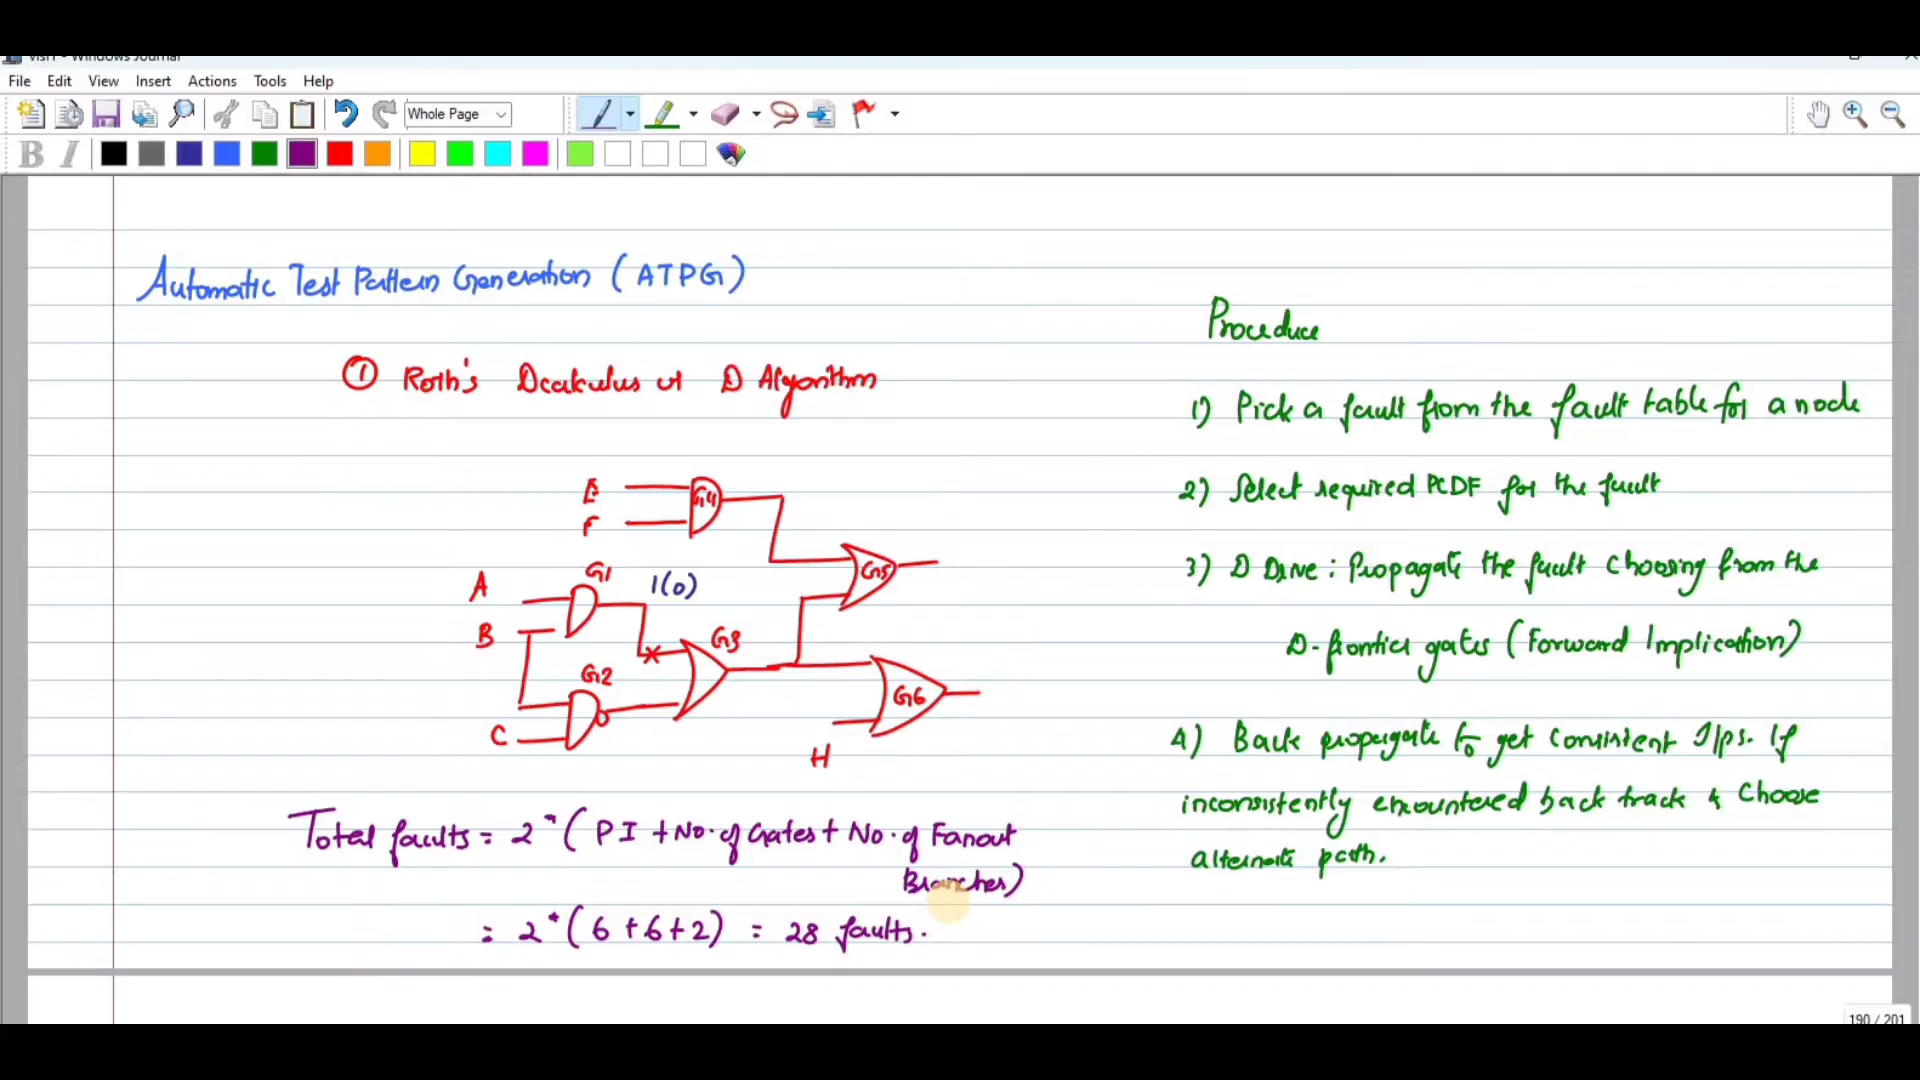 File Edit View Insert Actions Tools Help
Whole Page
B I
Automatic Test Pattern Generation (ATPG)
① Roth's Dcalculus or D Algorithm
E
F
G4
G5
A
B
C
G1
1(0)
G2
G3
G6
H
Total faults = 2*(PI + No. of Gates + No. of Fanout
Branches)
= 2*(6+6+2) = 28 faults.
Procedure
1) Pick a fault from the fault table for a node
2) Select required PCDF for the fault
3) D Drive : Propagate the fault choosing from the
D-frontier gates (Forward Implication)
4) Back propagate to get consistent I/ps. If
inconsistently encountered back track & choose
alternate path.
190 / 201